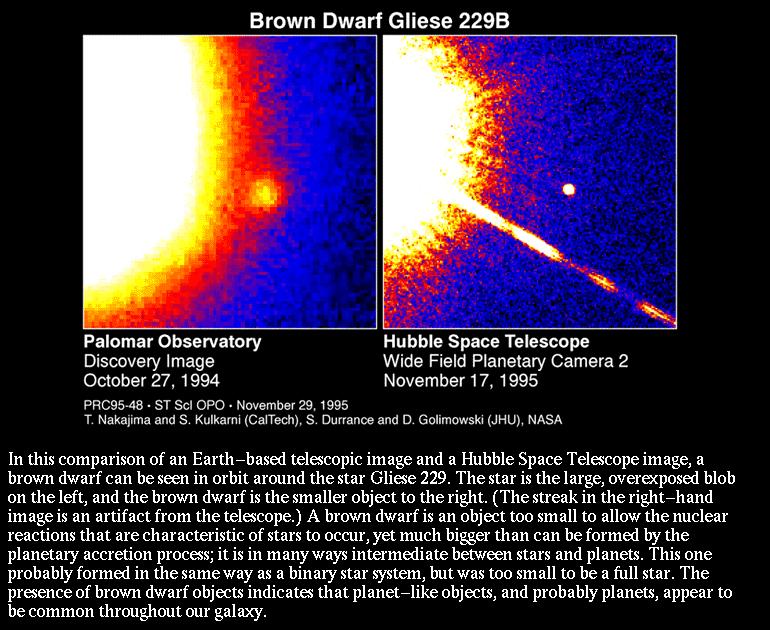 Brown Dwarf Gliese 229B
Palomar Observatory
Discovery Image
October 27, 1994
Hubble Space Telescope
Wide Field Planetary Camera 2
November 17, 1995
PRC95-48 · ST ScI OPO · November 29, 1995
T. Nakajima and S. Kulkarni (CalTech), S. Durrance and D. Golimowski (JHU), NASA
In this comparison of an Earth−based telescopic image and a Hubble Space Telescope image, a
brown dwarf can be seen in orbit around the star Gliese 229. The star is the large, overexposed blob
on the left, and the brown dwarf is the smaller object to the right. (The streak in the right−hand
image is an artifact from the telescope.) A brown dwarf is an object too small to allow the nuclear
reactions that are characteristic of stars to occur, yet much bigger than can be formed by the
planetary accretion process; it is in many ways intermediate between stars and planets. This one
probably formed in the same way as a binary star system, but was too small to be a full star. The
presence of brown dwarf objects indicates that planet−like objects, and probably planets, appear to
be common throughout our galaxy.